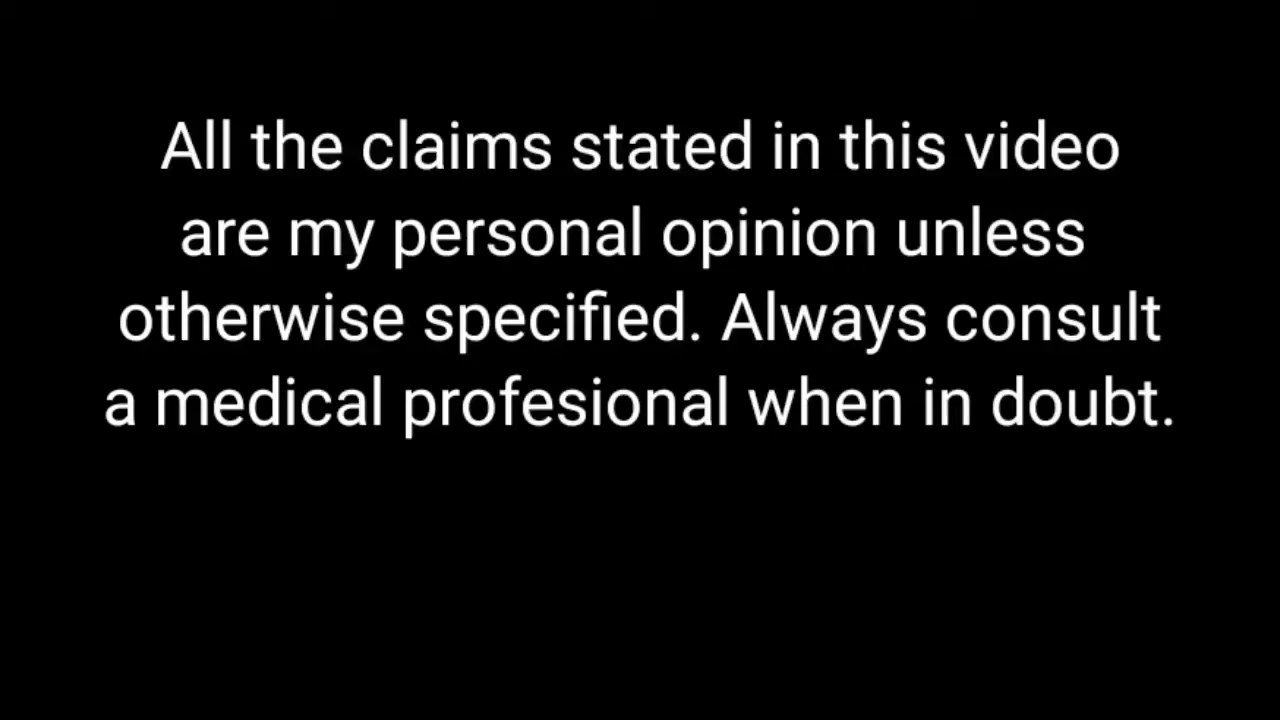 All the claims stated in this video
are my personal opinion unless
otherwise specified. Always consult
a medical profesional when in doubt.